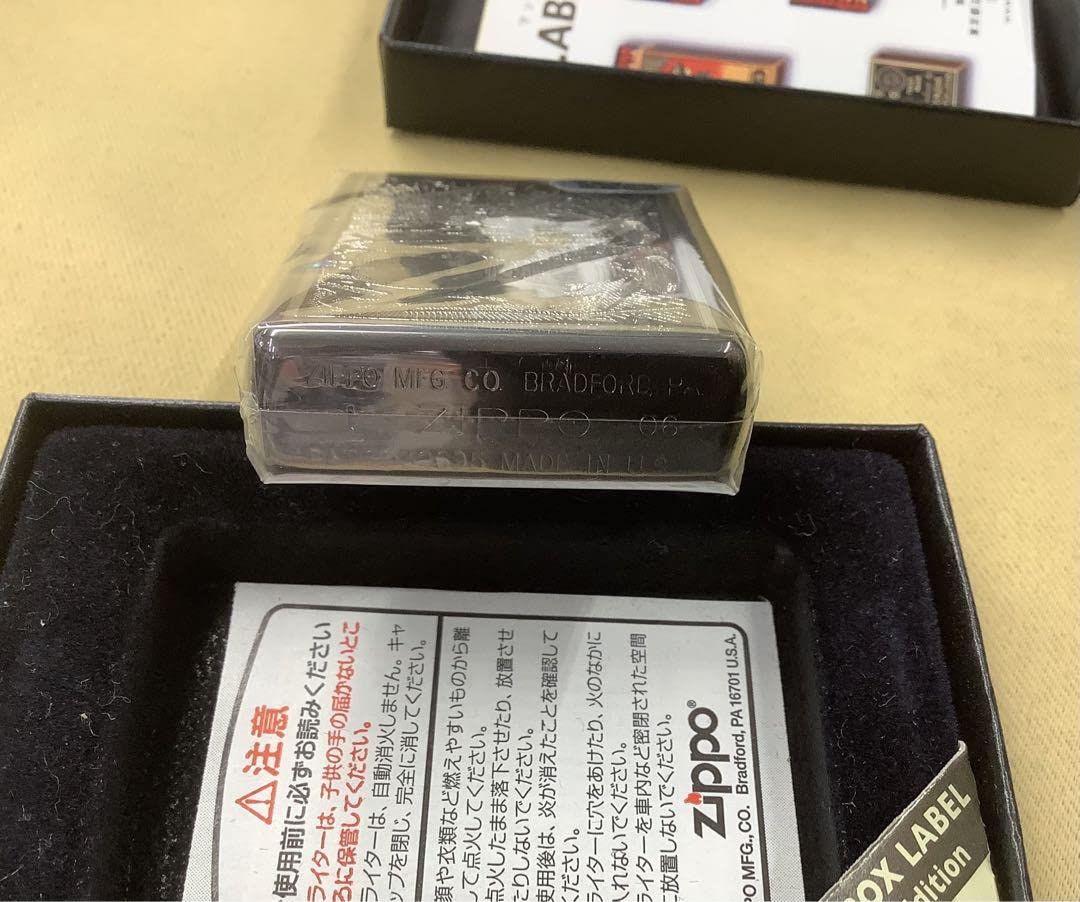 LAB
ZIPPO MFG. CO. BRADFORD, PA.
ZIPPO 06
MADE IN U.S.
⚠注意
使用前に必ずお読みください
ライターは、子供の手の届かないとこ
ろに保管してください。
ライターは、自動消火しません。キャ
ップを閉じ、完全に消してください。
顔や衣類など燃えやすいものから離
して点火してください。
点火したまま落下させたり、放置させ
たりしないでください。
使用後は、炎が消えたことを確認して
ください。
ライターに穴をあけたり、火のなかに
入れないでください。
ライターを車内など密閉された空間
に放置しないでください。
zippo®
PO MFG., CO. Bradford, PA 16701 U.S.A.
OX LABEL
dition